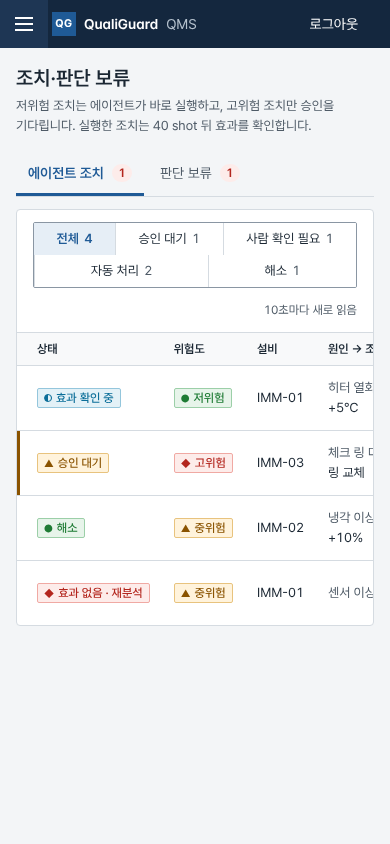 QG QualiGuard QMS 로그아웃
조치·판단 보류
저위험 조치는 에이전트가 바로 실행하고, 고위험 조치만 승인을
기다립니다. 실행한 조치는 40 shot 뒤 효과를 확인합니다.
에이전트 조치 1 판단 보류 1
전체 4 승인 대기 1 사람 확인 필요 1
자동 처리 2 해소 1
10초마다 새로 읽음
상태 위험도 설비 원인 → 조
효과 확인 중 저위험 IMM-01 히터 열화
+5°C
승인 대기 고위험 IMM-03 체크 링 마
링 교체
해소 중위험 IMM-02 냉각 이상
+10%
효과 없음 · 재분석 중위험 IMM-01 센서 이상